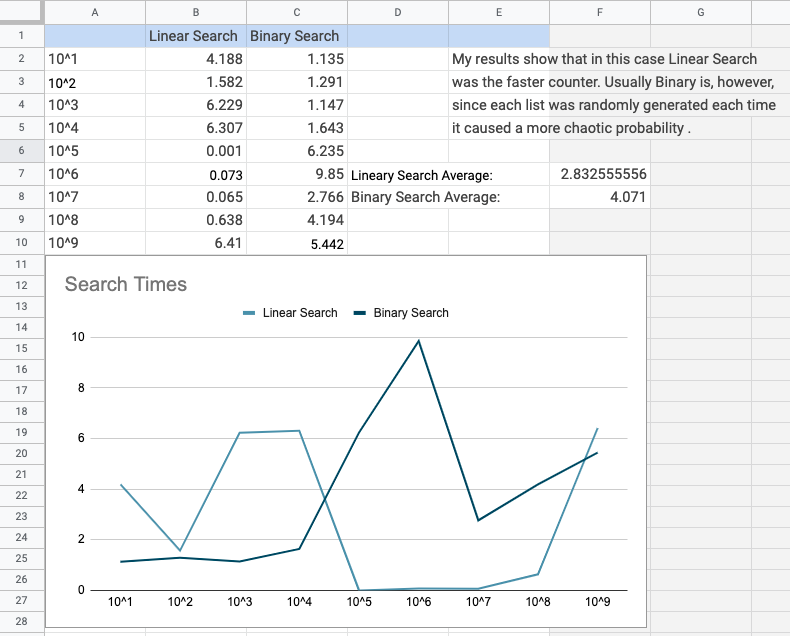 A B C D E F G
1 Linear Search Binary Search
2 10^1 4.188 1.135 My results show that in this case Linear Search
3 10^2 1.582 1.291 was the faster counter. Usually Binary is, however,
4 10^3 6.229 1.147 since each list was randomly generated each time
5 10^4 6.307 1.643 it caused a more chaotic probability .
6 10^5 0.001 6.235
7 10^6 0.073 9.85 Lineary Search Average: 2.832555556
8 10^7 0.065 2.766 Binary Search Average: 4.071
9 10^8 0.638 4.194
10 10^9 6.41 5.442
11
12 Search Times
13 Linear Search Binary Search
14
15
16
17
18
19
20
21
22
23
24
25
26
27
28
10
8
6
4
2
0
10^1 10^2 10^3 10^4 10^5 10^6 10^7 10^8 10^9